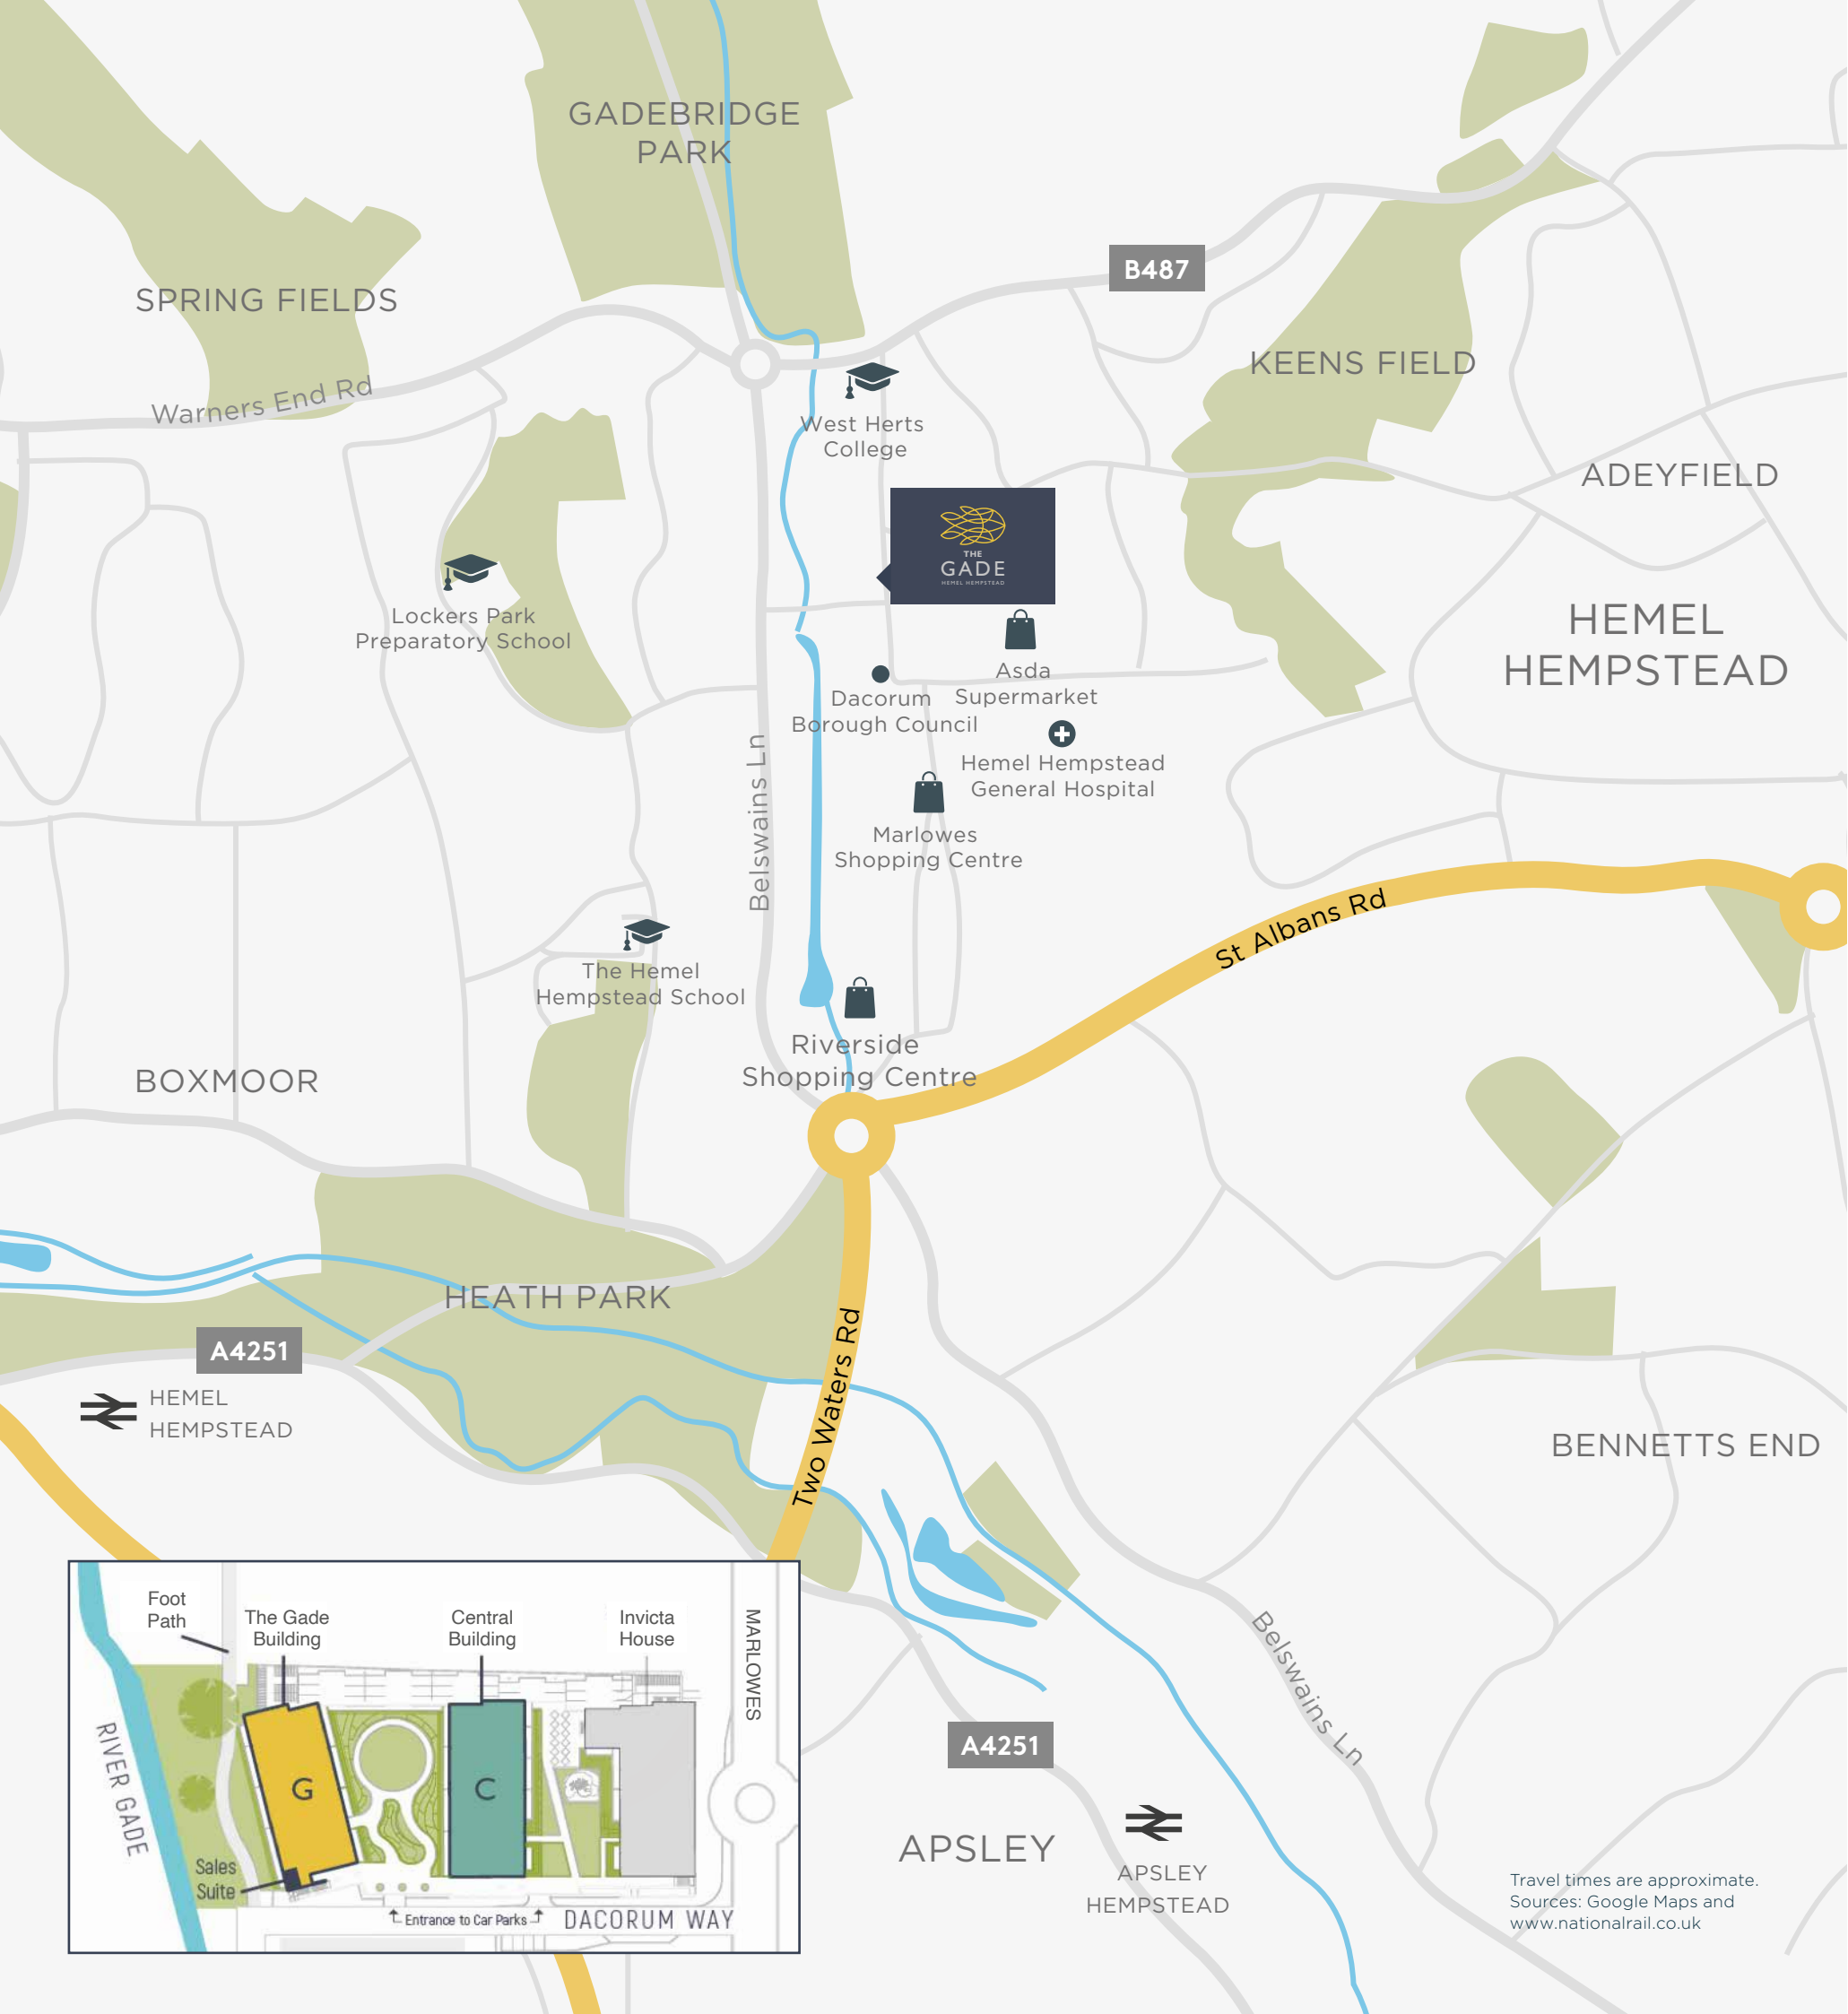 GADEBRIDGE
PARK
B487
SPRING FIELDS
KEENS FIELD
Warners End Rd
West Herts
College
ADEYFIELD
THE
GADE
HEMEL HEMPSTEAD
Lockers Park
Preparatory School
HEMEL
HEMPSTEAD
Asda
Supermarket
Dacorum
Borough Council
Hemel Hempstead
General Hospital
Belswains Ln
Marlowes
Shopping Centre
St Albans Rd
The Hemel
Hempstead School
Riverside
Shopping Centre
BOXMOOR
HEATH PARK
A4251
Two Waters Rd
HEMEL
HEMPSTEAD
BENNETTS END
Foot
Path
The Gade
Building
Central
Building
Invicta
House
MARLOWES
RIVER GADE
G
C
Sales
Suite
Entrance to Car Parks
DACORUM WAY
Belswains Ln
A4251
APSLEY
APSLEY
HEMPSTEAD
Travel times are approximate.
Sources: Google Maps and
www.nationalrail.co.uk